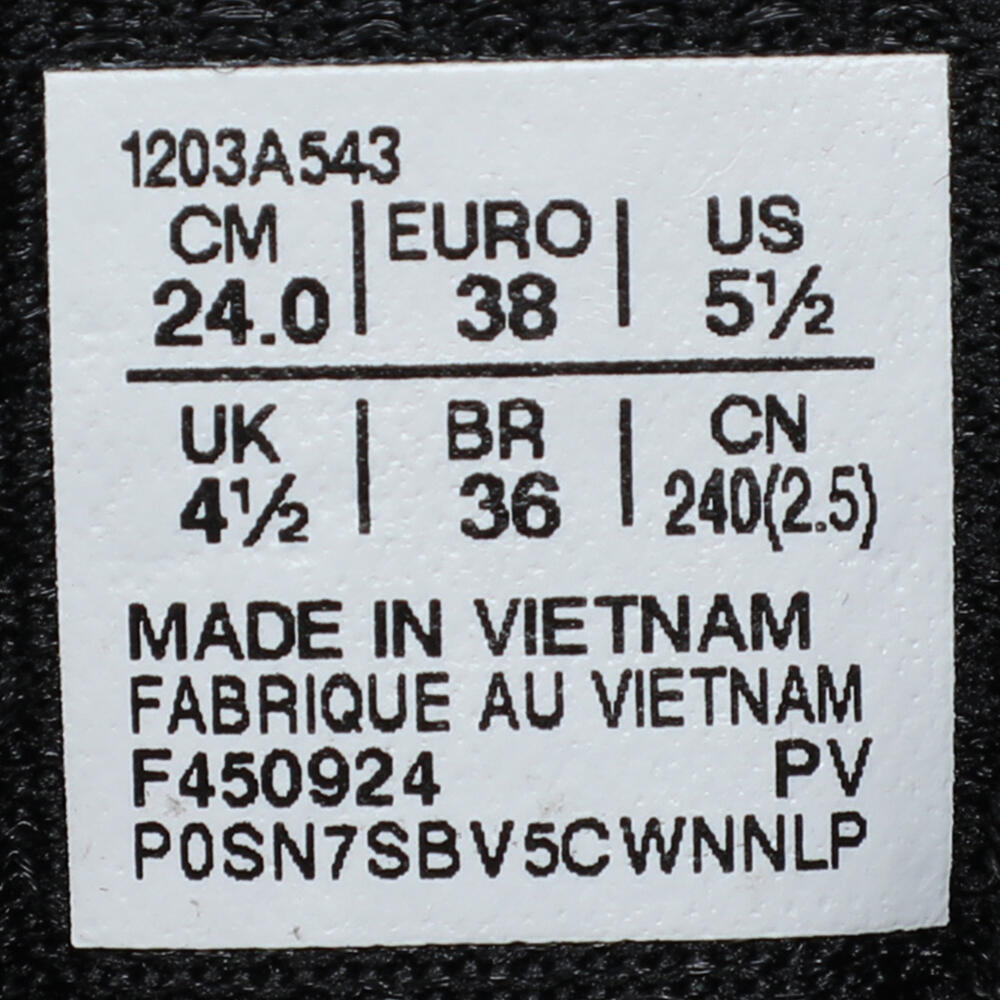 1203A543
CM | EURO | US
24.0 | 38 | 5½
UK | BR | CN
4½ | 36 | 240(2.5)
MADE IN VIETNAM
FABRIQUE AU VIETNAM
F450924 PV
P0SN7SBV5CWNNLP